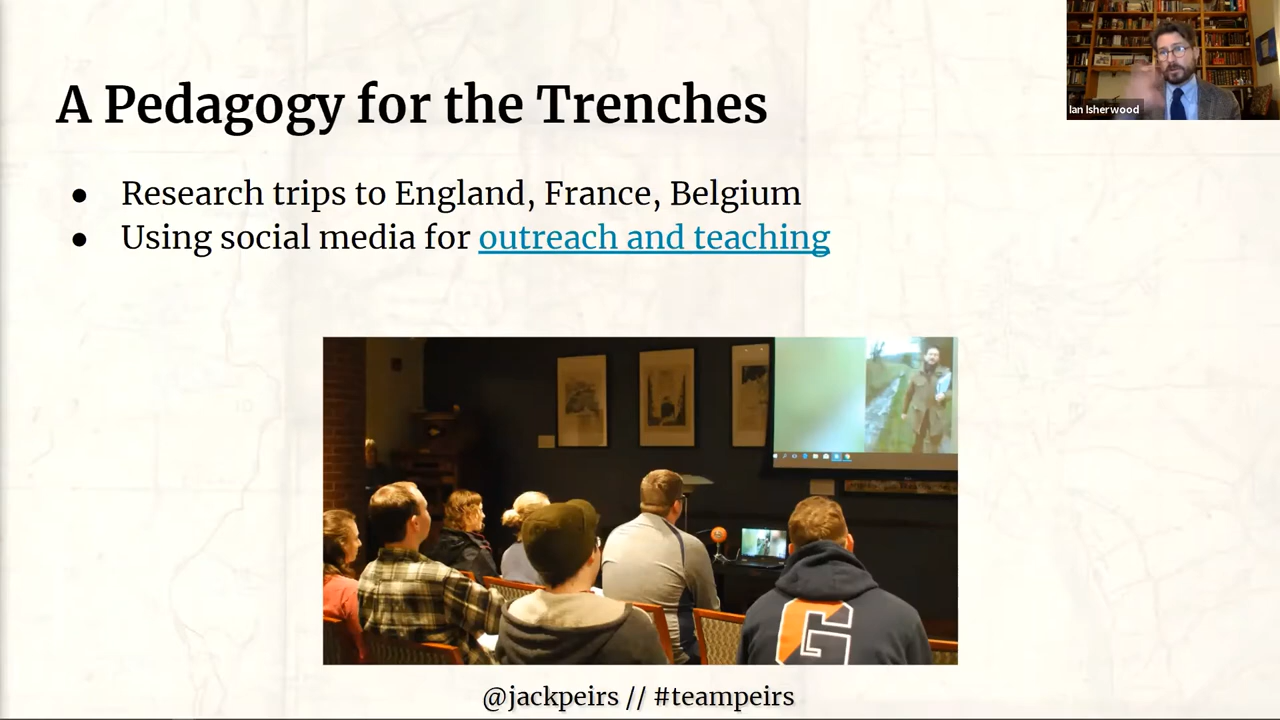 A Pedagogy for the Trenches
Ian Isherwood
● Research trips to England, France, Belgium
● Using social media for outreach and teaching
G
@jackpeirs // #teampeirs